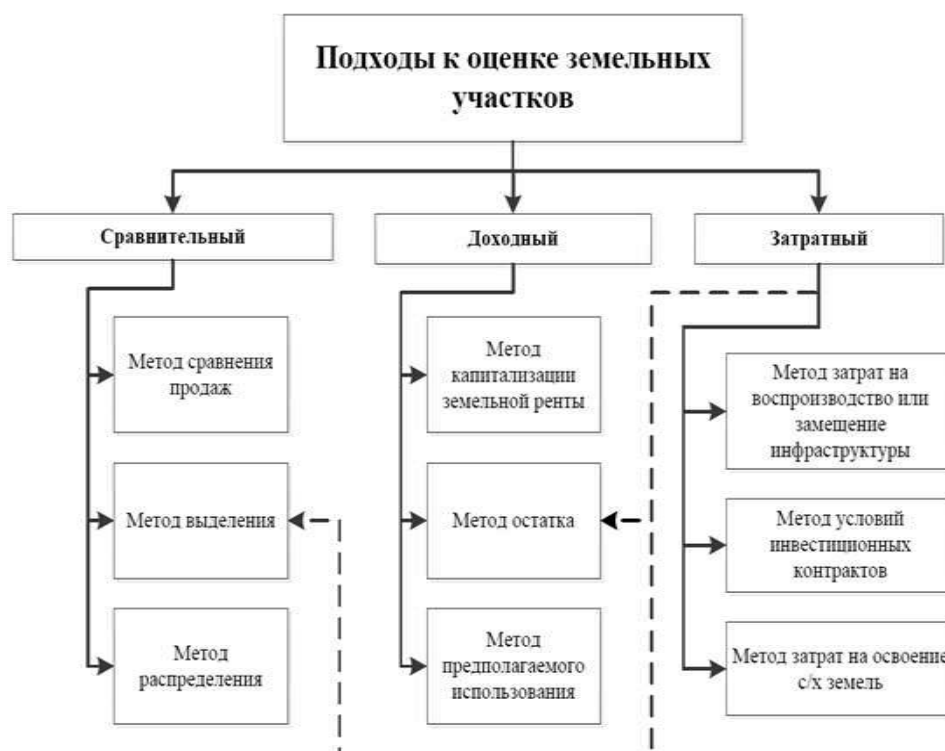 Подходы к оценке земельных
участков
Сравнительный
Доходный
Затратный
Метод сравнения
продаж
Метод выделения
Метод
распределения
Метод
капитализации
земельной ренты
Метод остатка
Метод
предполагаемого
использования
Метод затрат на
воспроизводство или
замещение
инфраструктуры
Метод условий
инвестиционных
контрактов
Метод затрат на освоение
с/х земель